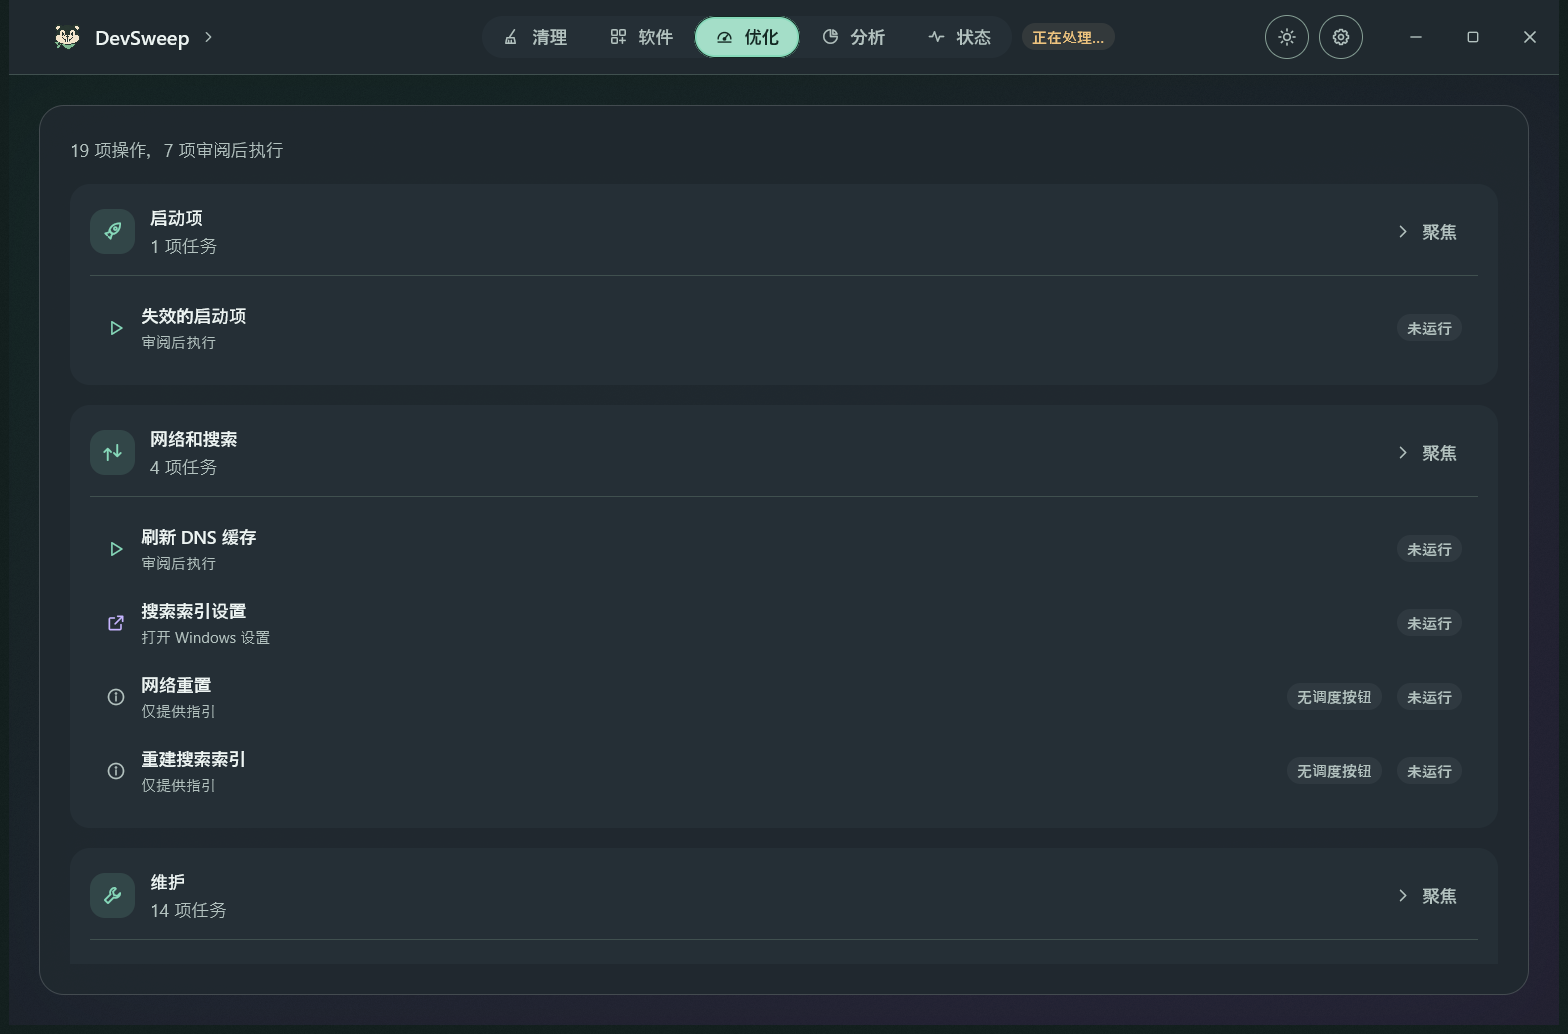 DevSweep
清理
软件
优化
分析
状态
正在处理...
19 项操作，7 项审阅后执行
启动项
1 项任务
聚焦
失效的启动项
审阅后执行
未运行
网络和搜索
4 项任务
聚焦
刷新 DNS 缓存
审阅后执行
未运行
搜索索引设置
打开 Windows 设置
未运行
网络重置
仅提供指引
无调度按钮
未运行
重建搜索索引
仅提供指引
无调度按钮
未运行
维护
14 项任务
聚焦